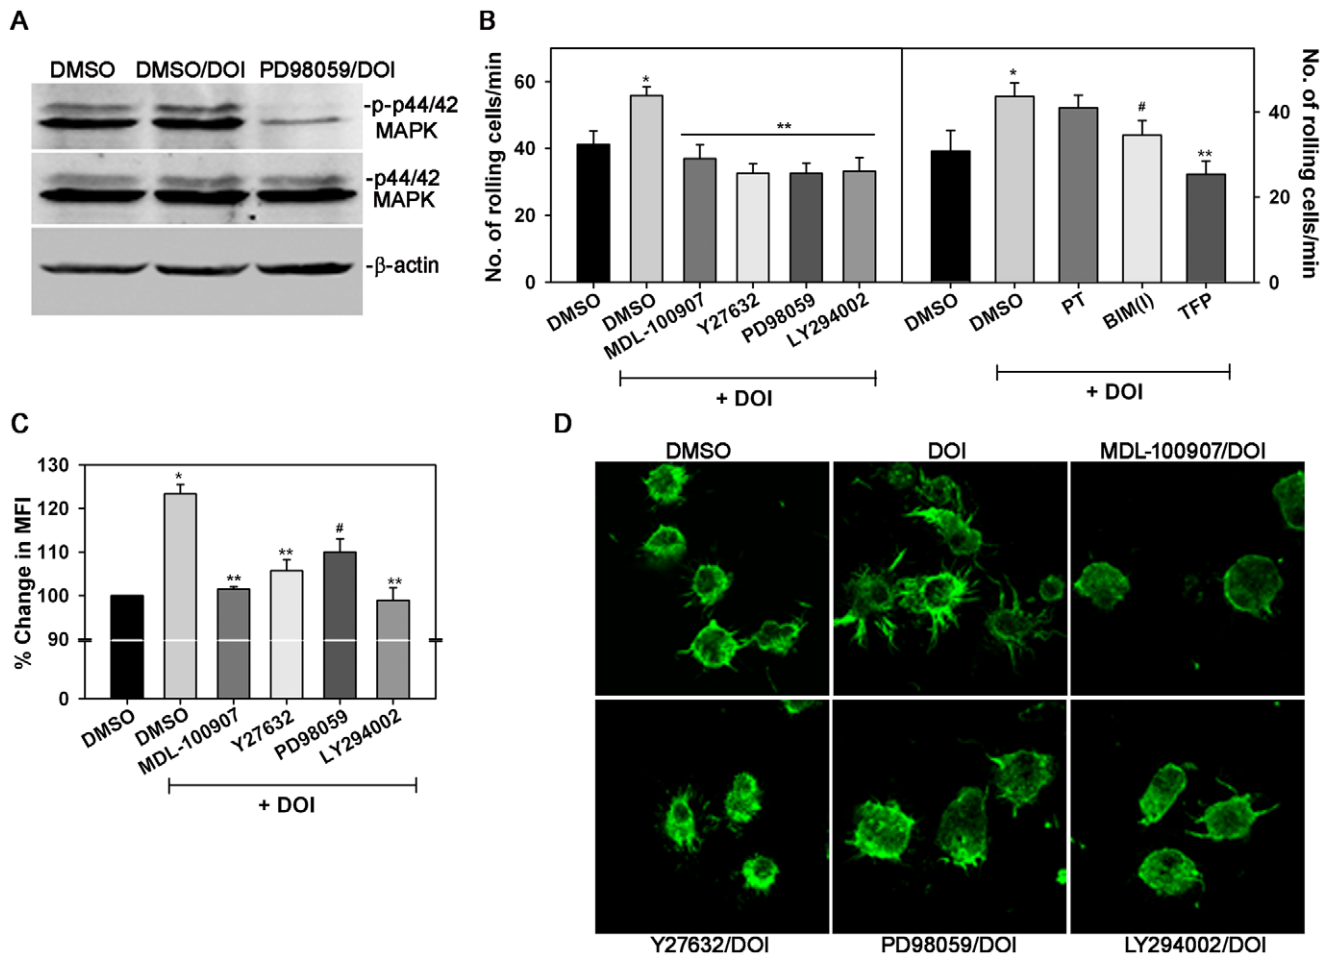 A
DMSO DMSO/DOI PD98059/DOI
-p-p44/42
MAPK
-p44/42
MAPK
-β-actin
B
No. of rolling cells/min
60
40
20
0
*
**
DMSO
DMSO
MDL-100907
Y27632
PD98059
LY294002
+ DOI
*
#
**
40
20
0
No. of rolling cells/min
DMSO
DMSO
PT
BIM(I)
TFP
+ DOI
C
% Change in MFI
130
120
110
100
90
0
*
**
**
#
**
DMSO
DMSO
MDL-100907
Y27632
PD98059
LY294002
+ DOI
D
DMSO DOI MDL-100907/DOI
Y27632/DOI PD98059/DOI LY294002/DOI